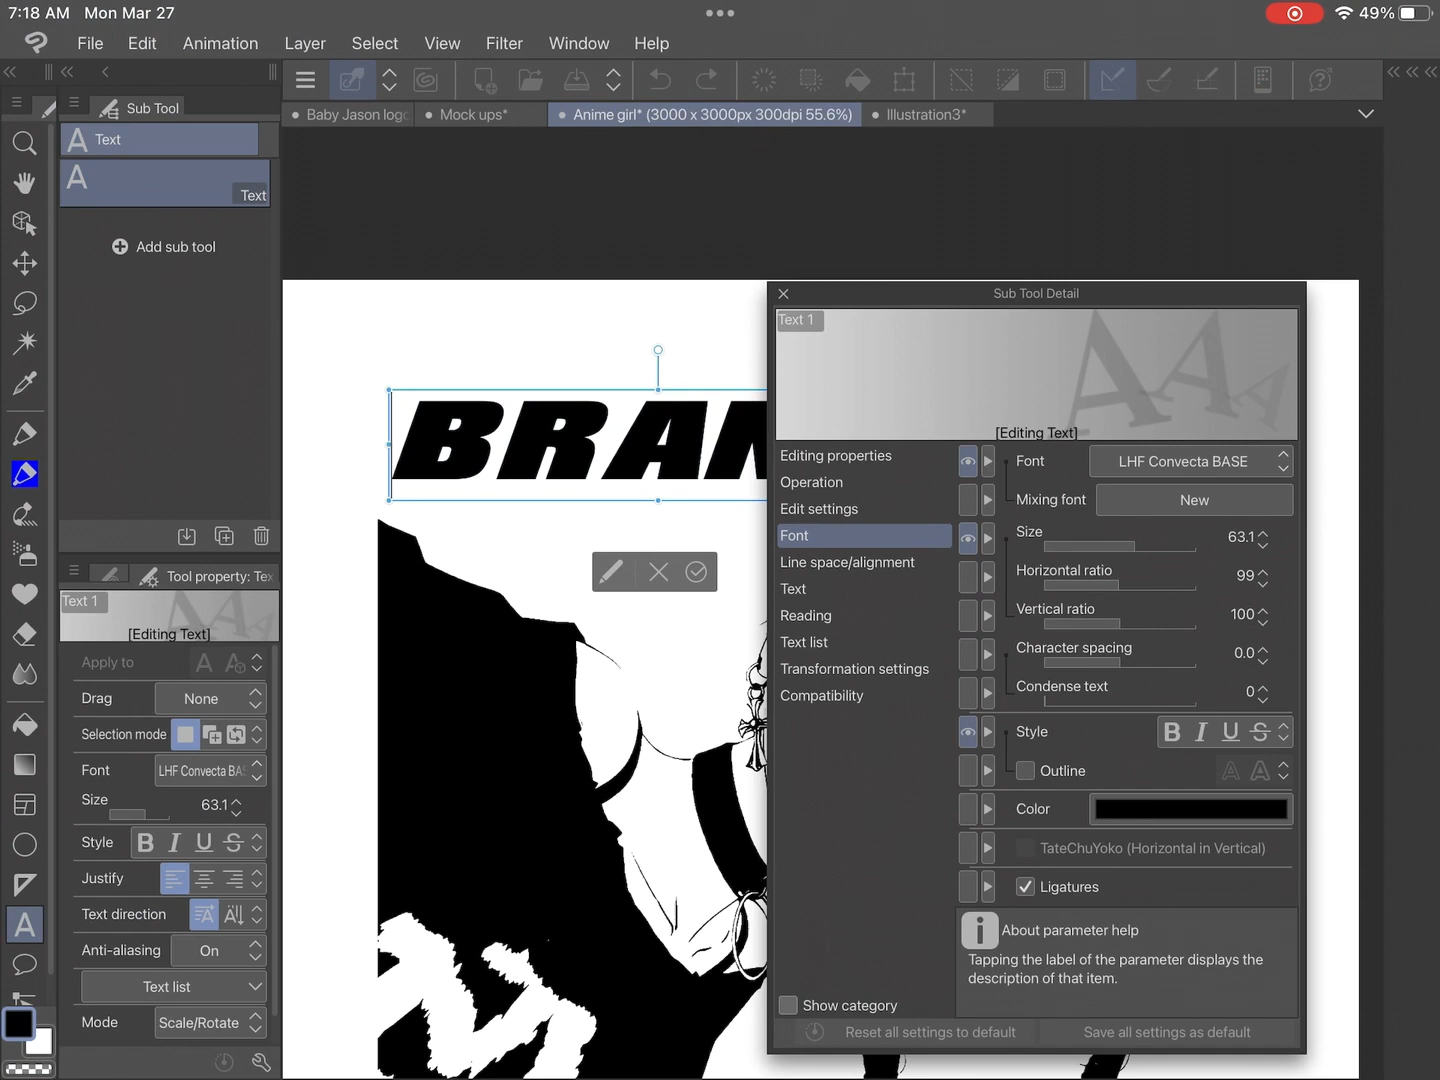 7:18 AM Mon Mar 27
49%
File Edit Animation Layer Select View Filter Window Help
Sub Tool
Baby Jason logo
Mock ups*
Anime girl* (3000 x 3000px 300dpi 55.6%)
Illustration3*
Text
Text
Add sub tool
Tool property: Tex
Text 1
[Editing Text]
Apply to
Drag None
Selection mode
Font LHF Convecta BAS
Size 63.1
Style B I U S
Justify
Text direction
Anti-aliasing On
Text list
Mode Scale/Rotate
BRAN
Sub Tool Detail
Text 1
[Editing Text]
Editing properties
Operation
Edit settings
Font
Line space/alignment
Text
Reading
Text list
Transformation settings
Compatibility
Show category
Font LHF Convecta BASE
Mixing font New
Size 63.1
Horizontal ratio 99
Vertical ratio 100
Character spacing 0.0
Condense text 0
Style B I U S
Outline
Color
TateChuYoko (Horizontal in Vertical)
Ligatures
About parameter help
Tapping the label of the parameter displays the
description of that item.
Reset all settings to default
Save all settings as default